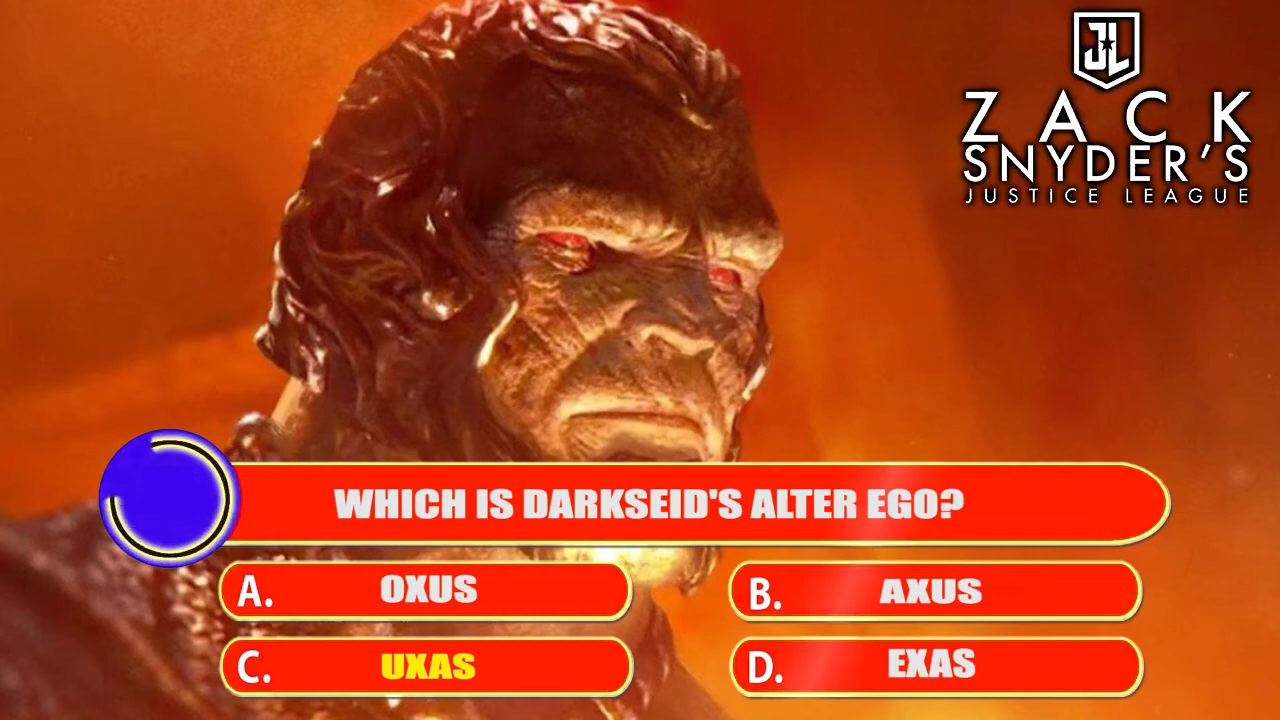 JL
ZACK
SNYDER'S
JUSTICE LEAGUE
WHICH IS DARKSEID'S ALTER EGO?
A. OXUS
B. AXUS
C. UXAS
D. EXAS